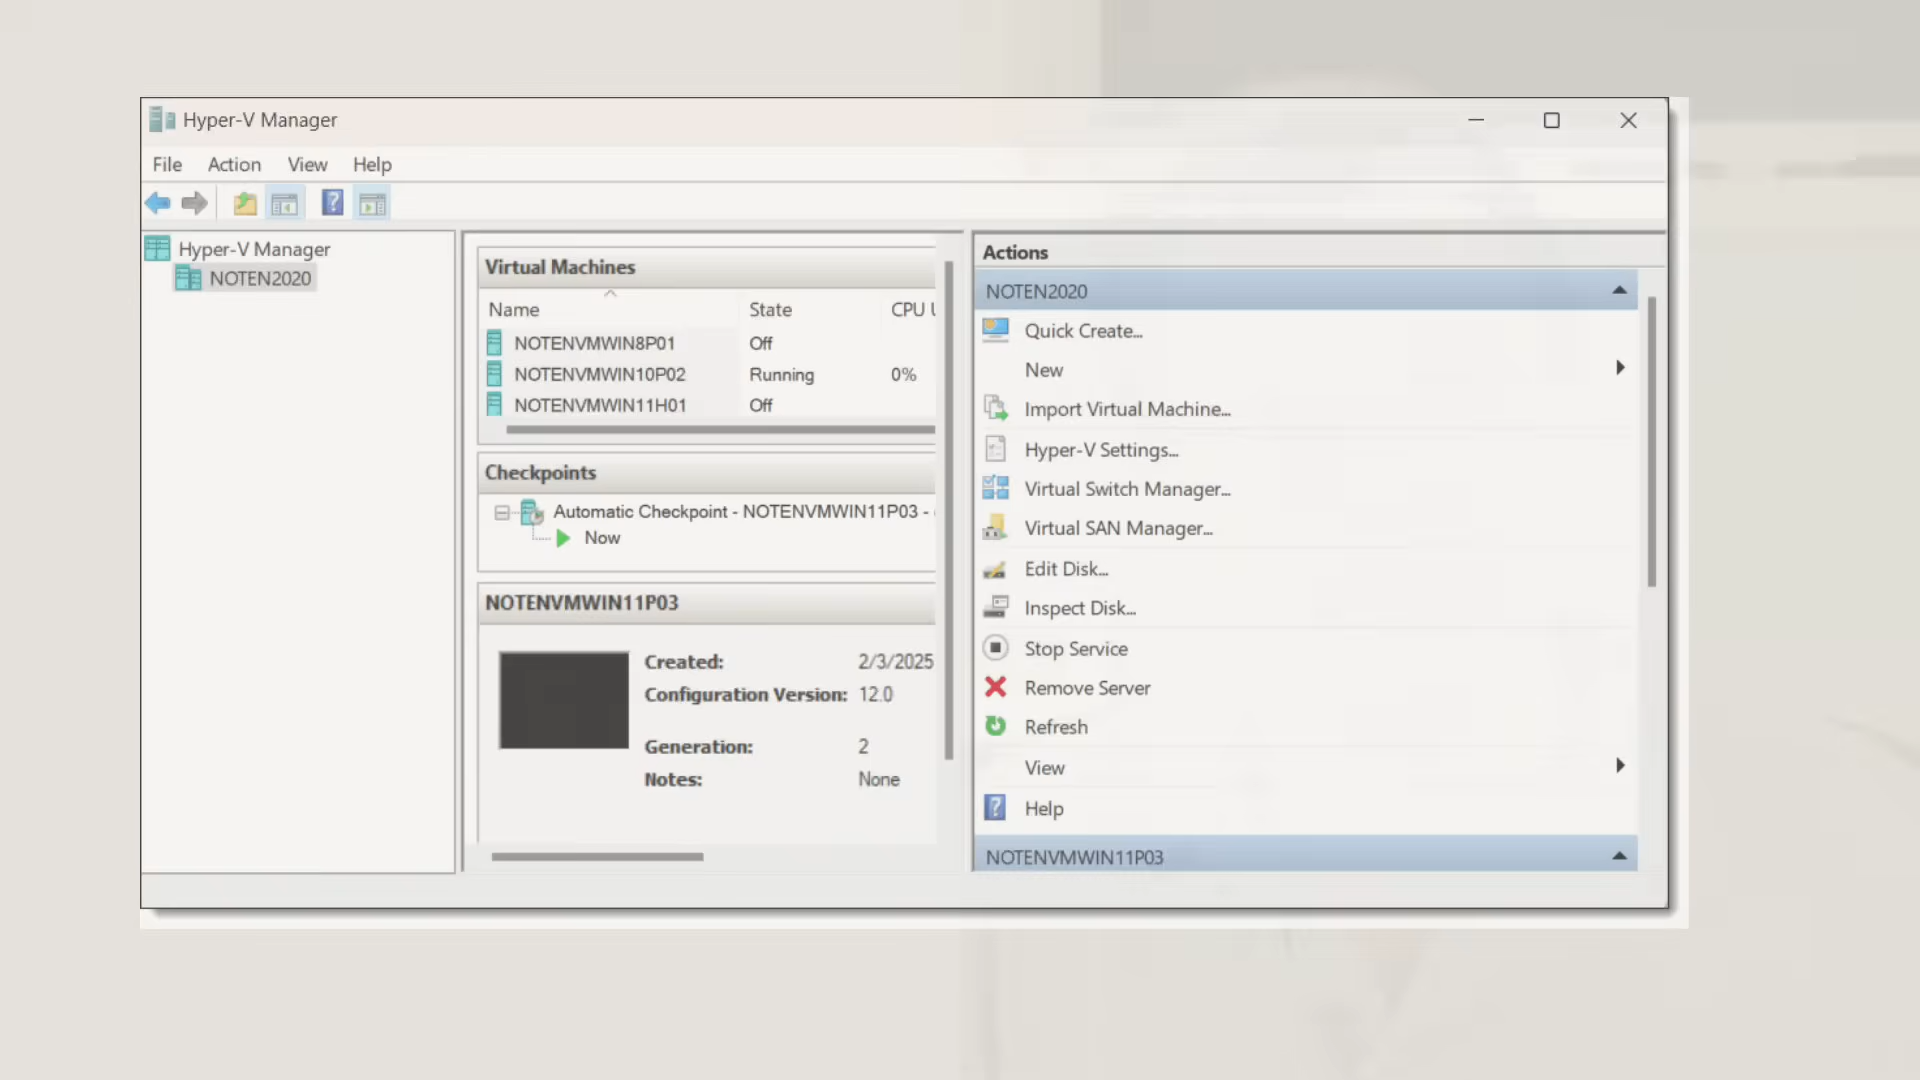 Hyper-V Manager
File Action View Help
Hyper-V Manager
NOTEN2020
Virtual Machines
Name State CPU
NOTENVMWIN8P01 Off
NOTENVMWIN10P02 Running 0%
NOTENVMWIN11H01 Off
Checkpoints
Automatic Checkpoint - NOTENVMWIN11P03 -
Now
NOTENVMWIN11P03
Created: 2/3/2025
Configuration Version: 12.0
Generation: 2
Notes: None
Actions
NOTEN2020
Quick Create...
New
Import Virtual Machine...
Hyper-V Settings...
Virtual Switch Manager...
Virtual SAN Manager...
Edit Disk...
Inspect Disk...
Stop Service
Remove Server
Refresh
View
Help
NOTENVMWIN11P03